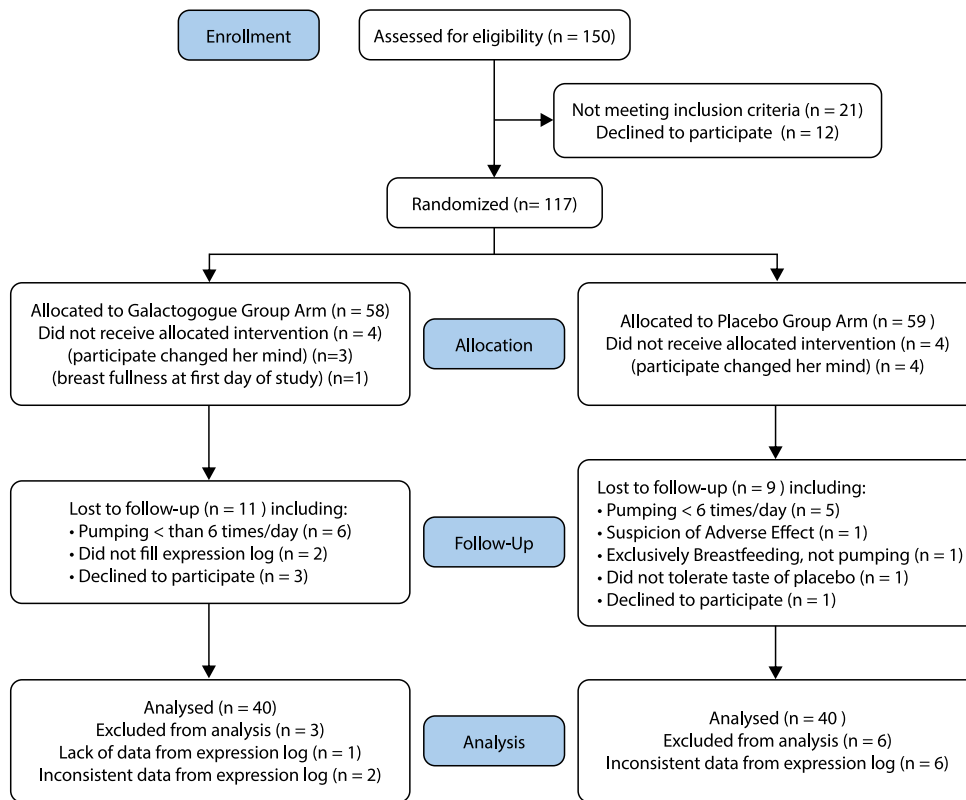 Enrollment
Assessed for eligibility (n = 150)
Not meeting inclusion criteria (n = 21)
Declined to participate (n = 12)
Randomized (n= 117)
Allocated to Galactogogue Group Arm (n = 58)
Did not receive allocated intervention (n = 4)
(participate changed her mind) (n=3)
(breast fullness at first day of study) (n=1)
Allocation
Allocated to Placebo Group Arm (n = 59 )
Did not receive allocated intervention (n = 4)
(participate changed her mind) (n = 4)
Lost to follow-up (n = 11 ) including:
• Pumping < than 6 times/day (n = 6)
• Did not fill expression log (n = 2)
• Declined to participate (n = 3)
Follow-Up
Lost to follow-up (n = 9 ) including:
• Pumping < 6 times/day (n = 5)
• Suspicion of Adverse Effect (n = 1)
• Exclusively Breastfeeding, not pumping (n = 1)
• Did not tolerate taste of placebo (n = 1)
• Declined to participate (n = 1)
Analysed (n = 40)
Excluded from analysis (n = 3)
Lack of data from expression log (n = 1)
Inconsistent data from expression log (n = 2)
Analysis
Analysed (n = 40 )
Excluded from analysis (n = 6)
Inconsistent data from expression log (n = 6)